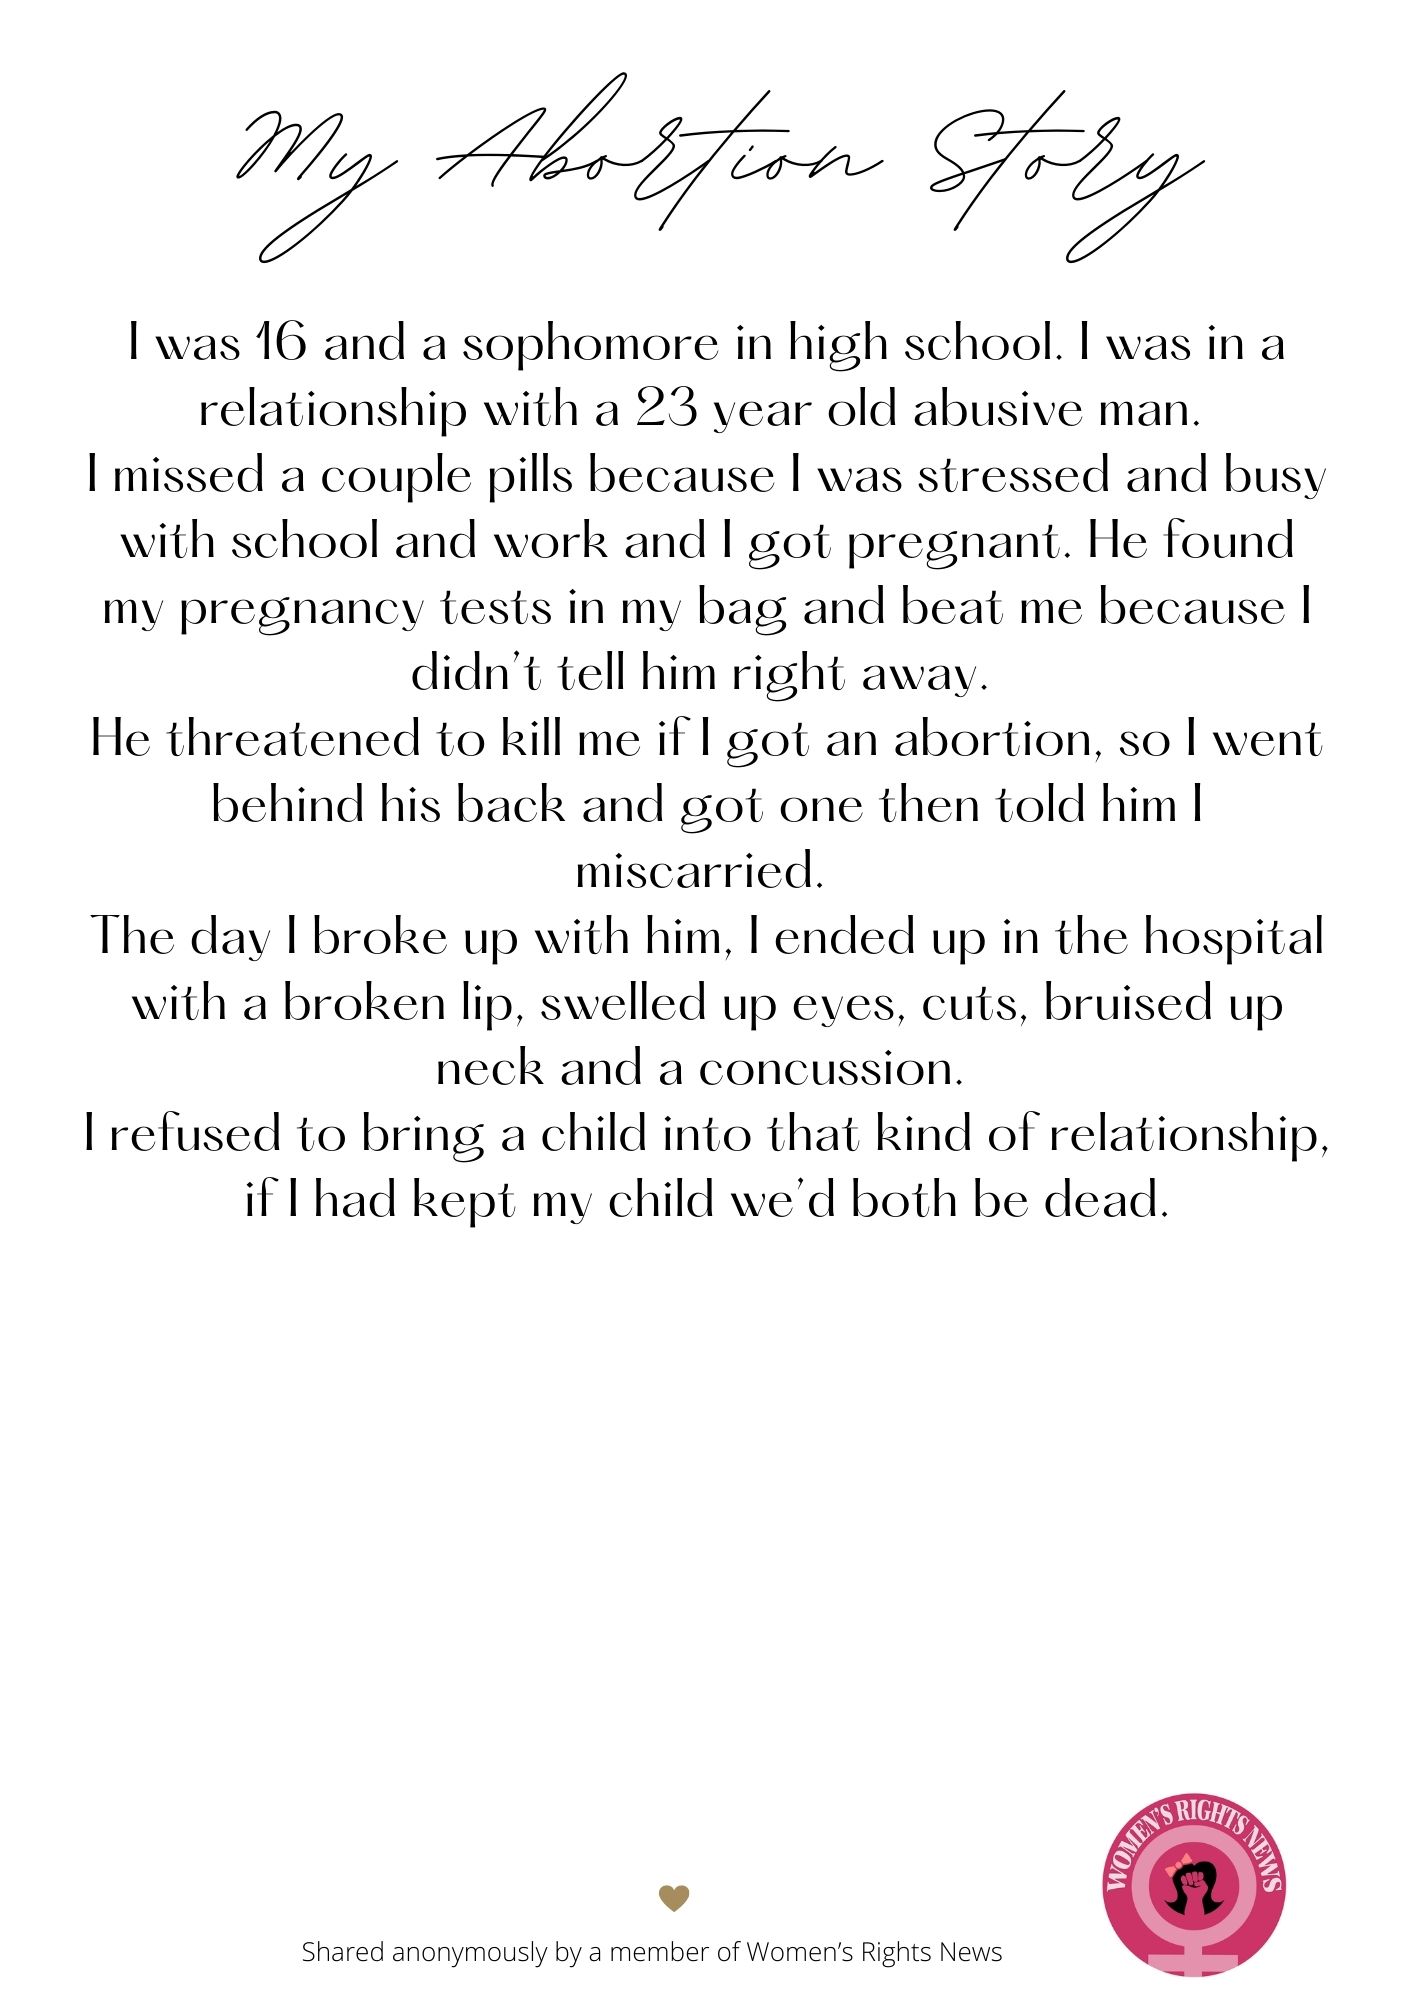 My Abortion Story
I was 16 and a sophomore in high school. I was in a
relationship with a 23 year old abusive man.
I missed a couple pills because I was stressed and busy
with school and work and I got pregnant. He found
my pregnancy tests in my bag and beat me because I
didn't tell him right away.
He threatened to kill me if I got an abortion, so I went
behind his back and got one then told him I
miscarried.
The day I broke up with him, I ended up in the hospital
with a broken lip, swelled up eyes, cuts, bruised up
neck and a concussion.
I refused to bring a child into that kind of relationship,
if I had kept my child we'd both be dead.
WOMEN'S RIGHTS NEWS
Shared anonymously by a member of Women's Rights News